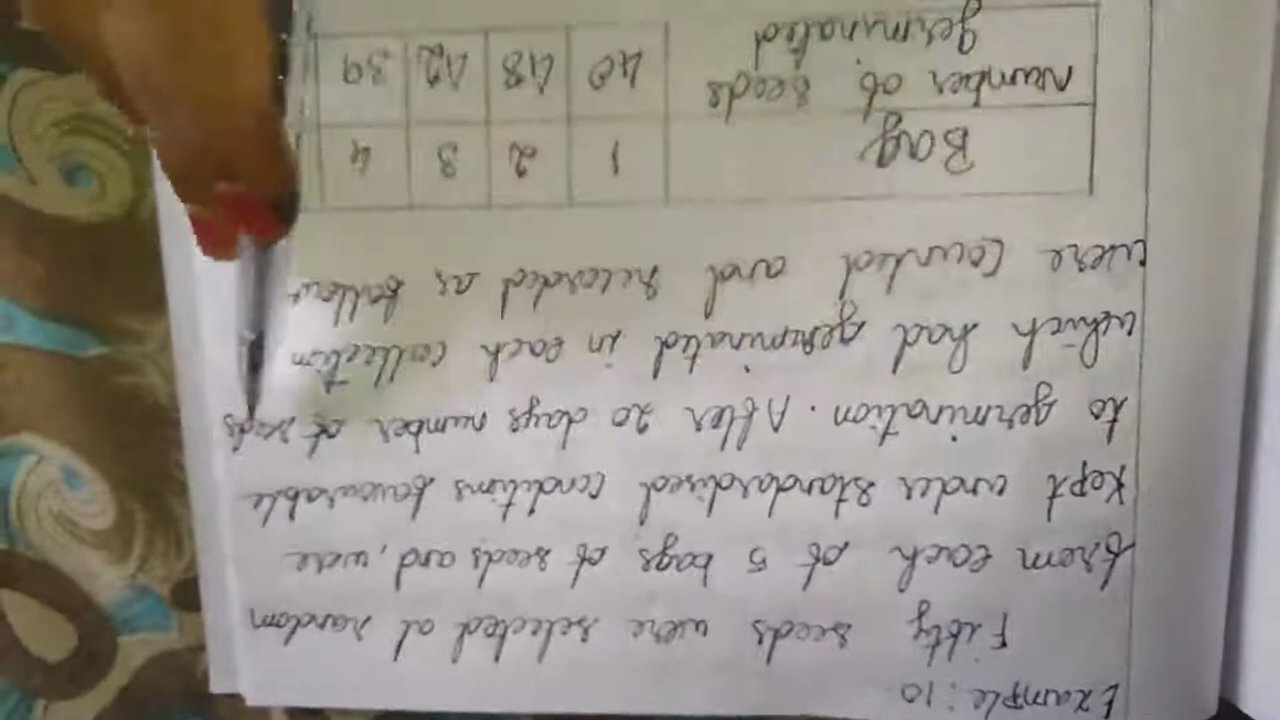 Example: 10
Fifty seeds were selected at random
from each of 5 bags of seeds and, were
kept under standardised conditions favourable
to germination. After 20 days number of seeds
which had germinated in each collection
were counted and recorded as follows
Bag 1 2 3 4
number of seeds germinated 40 48 42 39